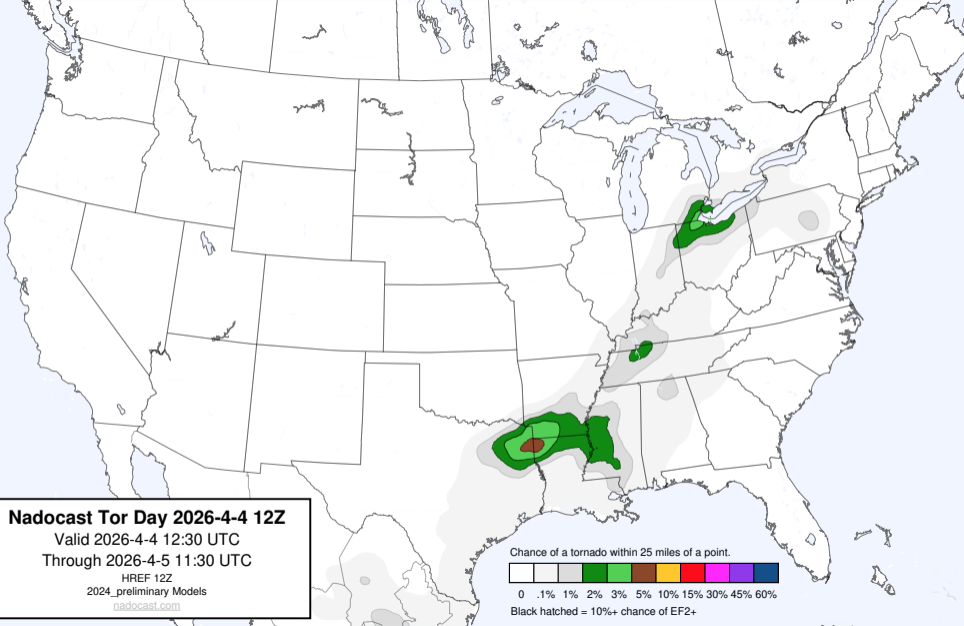 Nadocast Tor Day 2026-4-4 12Z
Valid 2026-4-4 12:30 UTC
Through 2026-4-5 11:30 UTC
HREF 12Z
2024_preliminary Models
nadocast.com
Chance of a tornado within 25 miles of a point.
0 .1% 1% 2% 3% 5% 10% 15% 30% 45% 60%
Black hatched = 10%+ chance of EF2+